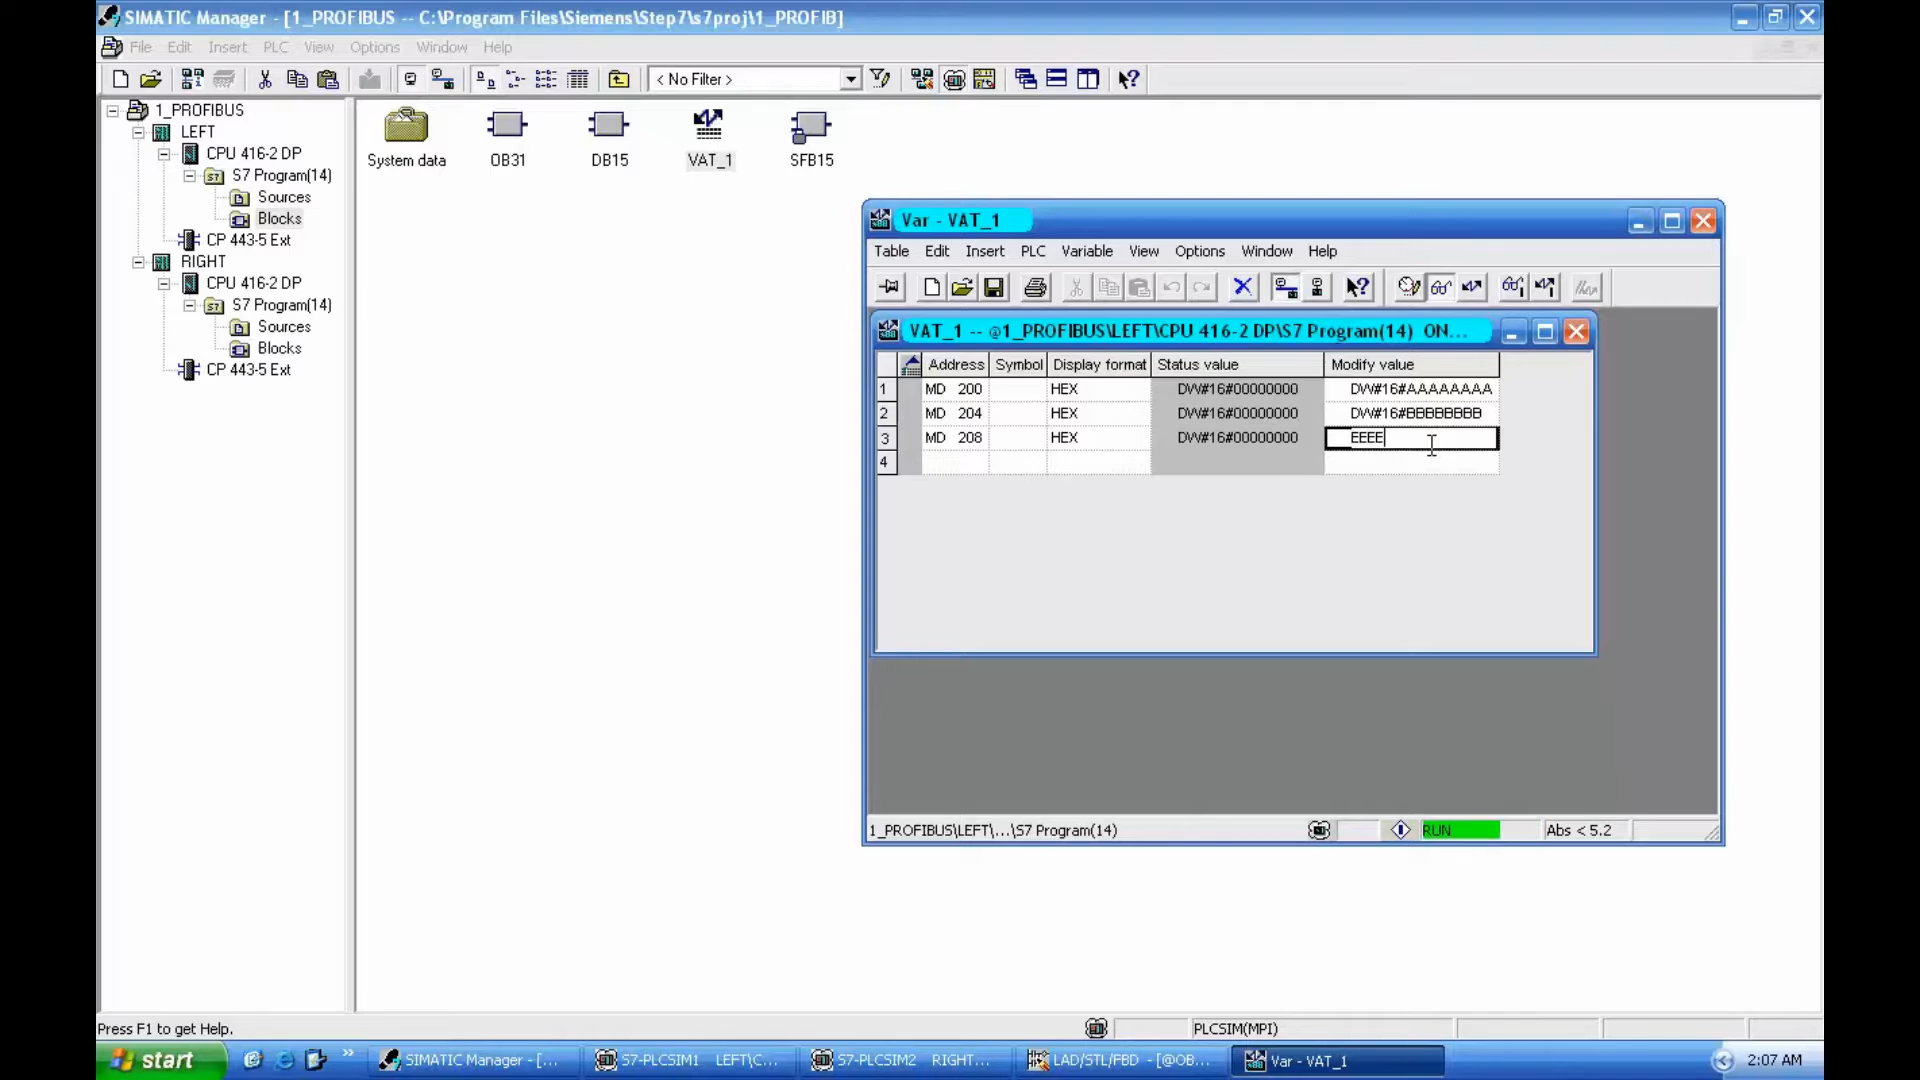 SIMATIC Manager - [1_PROFIBUS -- C:\Program Files\Siemens\Step7\s7proj\1_PROFIB]
File Edit Insert PLC View Options Window Help
< No Filter >
1_PROFIBUS
LEFT
CPU 416-2 DP
S7 Program(14)
Sources
Blocks
CP 443-5 Ext
RIGHT
CPU 416-2 DP
S7 Program(14)
Sources
Blocks
CP 443-5 Ext
System data OB31 DB15 VAT_1 SFB15
Var - VAT_1
Table Edit Insert PLC Variable View Options Window Help
VAT_1 -- @1_PROFIBUS\LEFT\CPU 416-2 DP\S7 Program(14) ON...
Address Symbol Display format Status value Modify value
1 MD 200 HEX DW#16#00000000 DW#16#AAAAAAAA
2 MD 204 HEX DW#16#00000000 DW#16#BBBBBBBB
3 MD 208 HEX DW#16#00000000 EEEE
4
1_PROFIBUS\LEFT\...\S7 Program(14) RUN Abs < 5.2
Press F1 to get Help. PLCSIM(MPI)
start SIMATIC Manager - [... S7-PLCSIM1 LEFT\C... S7-PLCSIM2 RIGHT... LAD/STL/FBD - [@OB... Var - VAT_1 2:07 AM